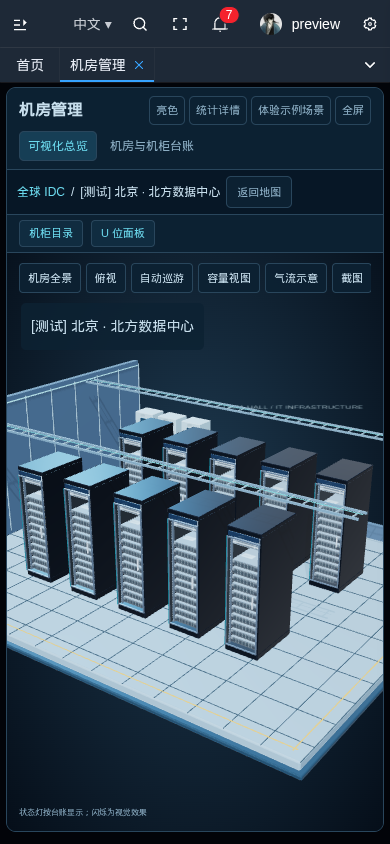 中文 ▾
7
preview
首页
机房管理
机房管理
亮色
统计详情
体验示例场景
全屏
可视化总览
机房与机柜台账
全球 IDC / [测试] 北京 · 北方数据中心
返回地图
机柜目录
U 位面板
机房全景
俯视
自动巡游
容量视图
气流示意
截图
[测试] 北京 · 北方数据中心
HALL / IT INFRASTRUCTURE
状态灯按台账显示；闪烁为视觉效果